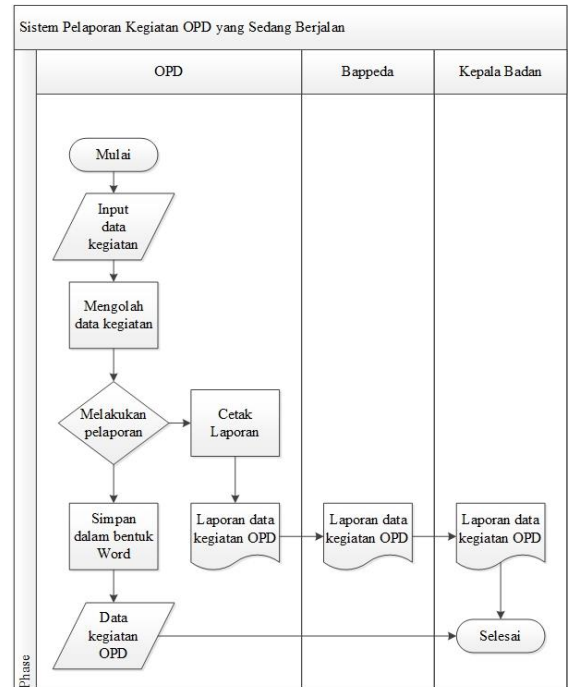 Sistem Pelaporan Kegiatan OPD yang Sedang Berjalan
OPD
Bappeda
Kepala Badan
Mulai
Input
data
kegiatan
Mengolah
data kegiatan
Melakukan
pelaporan
Cetak
Laporan
Simpan
dalam bentuk
Word
Laporan data
kegiatan OPD
Laporan data
kegiatan OPD
Laporan data
kegiatan OPD
Data
kegiatan
OPD
Selesai
Phase